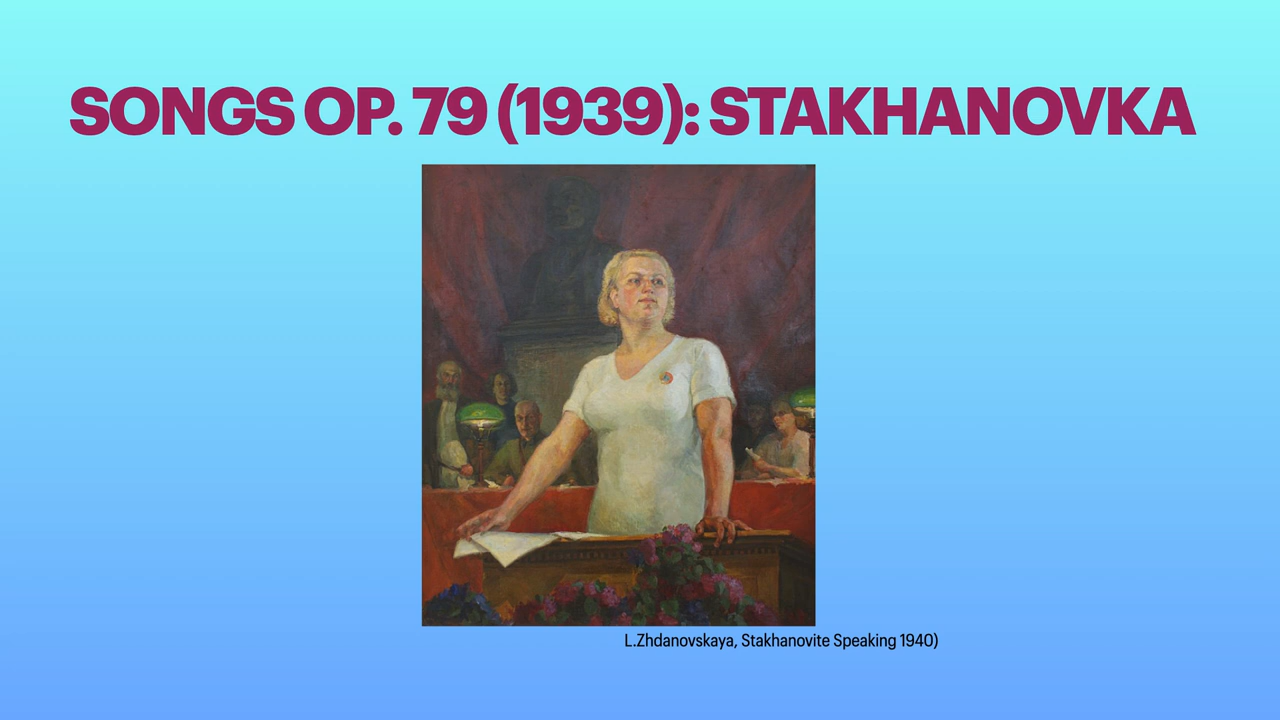 SONGS OP. 79 (1939): STAKHANOVKA
L.Zhdanovskaya, Stakhanovite Speaking 1940)